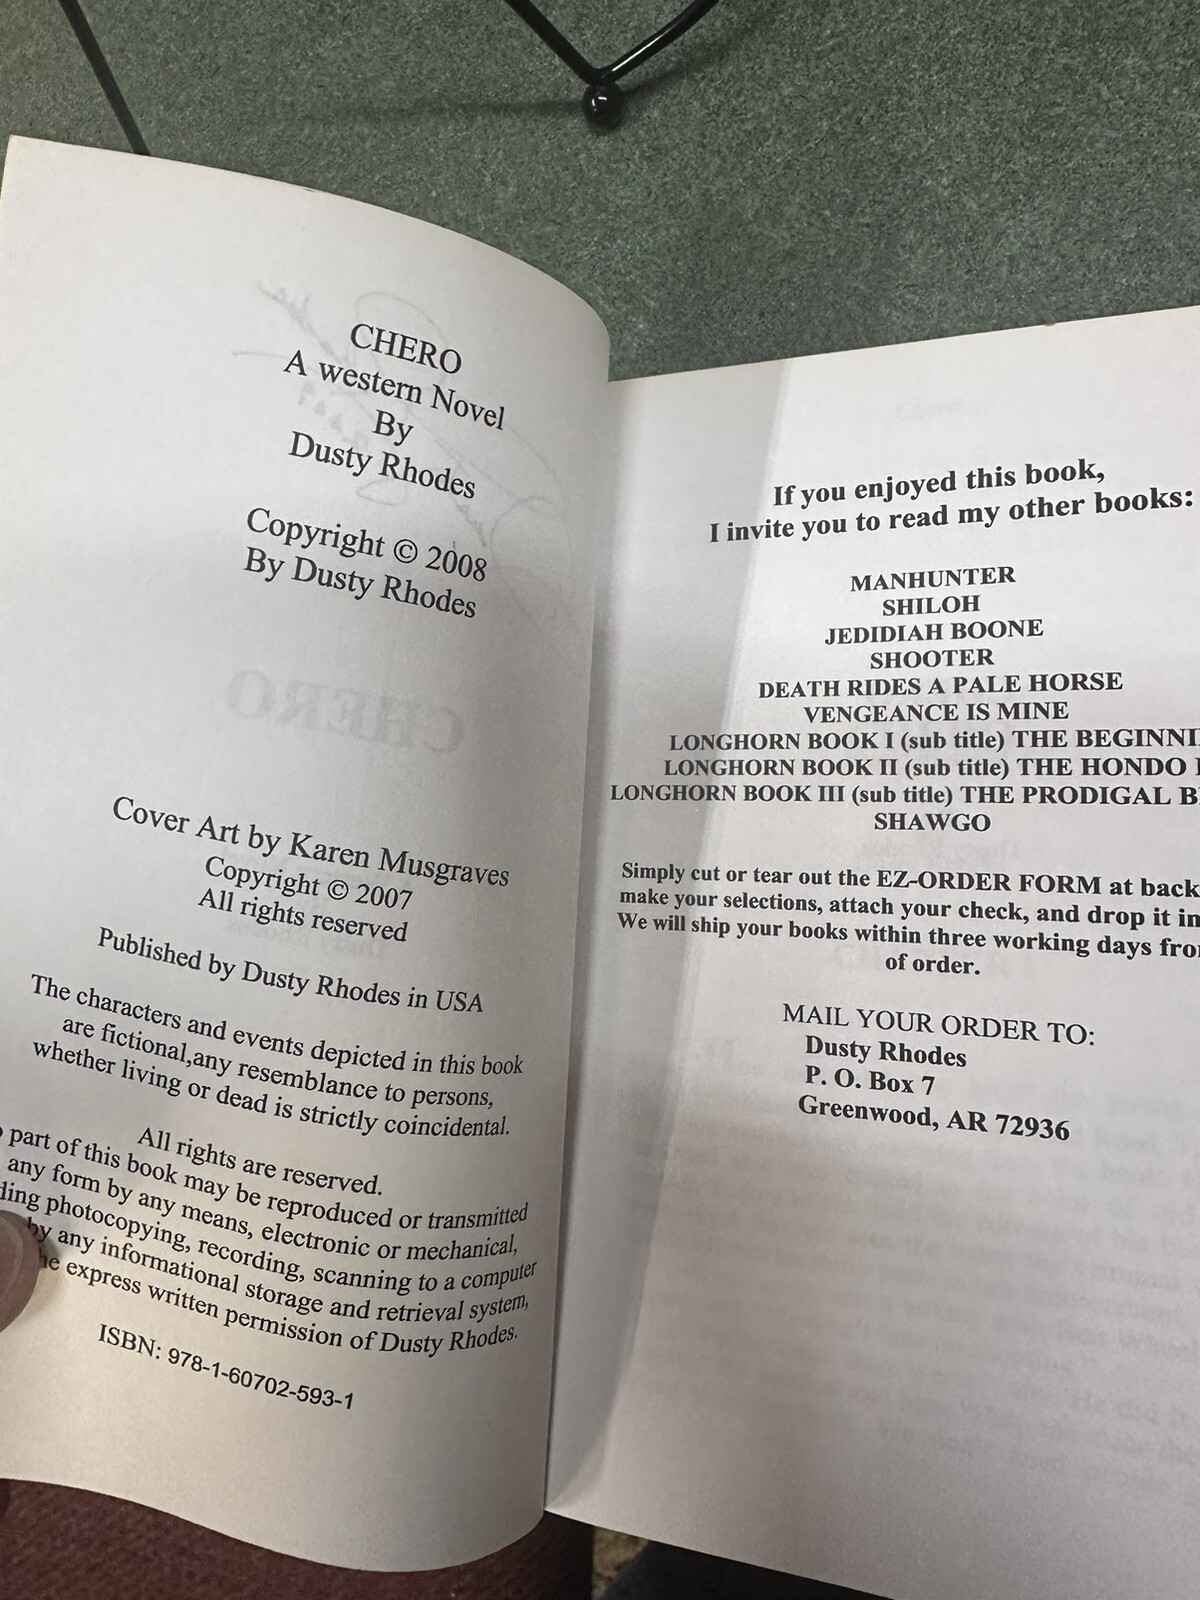 CHERO
A western Novel
By
Dusty Rhodes
Copyright © 2008
By Dusty Rhodes
CHERO
Cover Art by Karen Musgraves
Copyright © 2007
All rights reserved
Published by Dusty Rhodes in USA
The characters and events depicted in this book
are fictional,any resemblance to persons,
whether living or dead is strictly coincidental.
All rights are reserved.
part of this book may be reproduced or transmitted
any form by any means, electronic or mechanical,
ding photocopying, recording, scanning to a computer
by any informational storage and retrieval system,
he express written permission of Dusty Rhodes.
ISBN: 978-1-60702-593-1
If you enjoyed this book,
I invite you to read my other books:
MANHUNTER
SHILOH
JEDIDIAH BOONE
SHOOTER
DEATH RIDES A PALE HORSE
VENGEANCE IS MINE
LONGHORN BOOK I (sub title) THE BEGINNI
LONGHORN BOOK II (sub title) THE HONDO
LONGHORN BOOK III (sub title) THE PRODIGAL B
SHAWGO
Simply cut or tear out the EZ-ORDER FORM at back
make your selections, attach your check, and drop it in
We will ship your books within three working days fro
of order.
MAIL YOUR ORDER TO:
Dusty Rhodes
P. O. Box 7
Greenwood, AR 72936